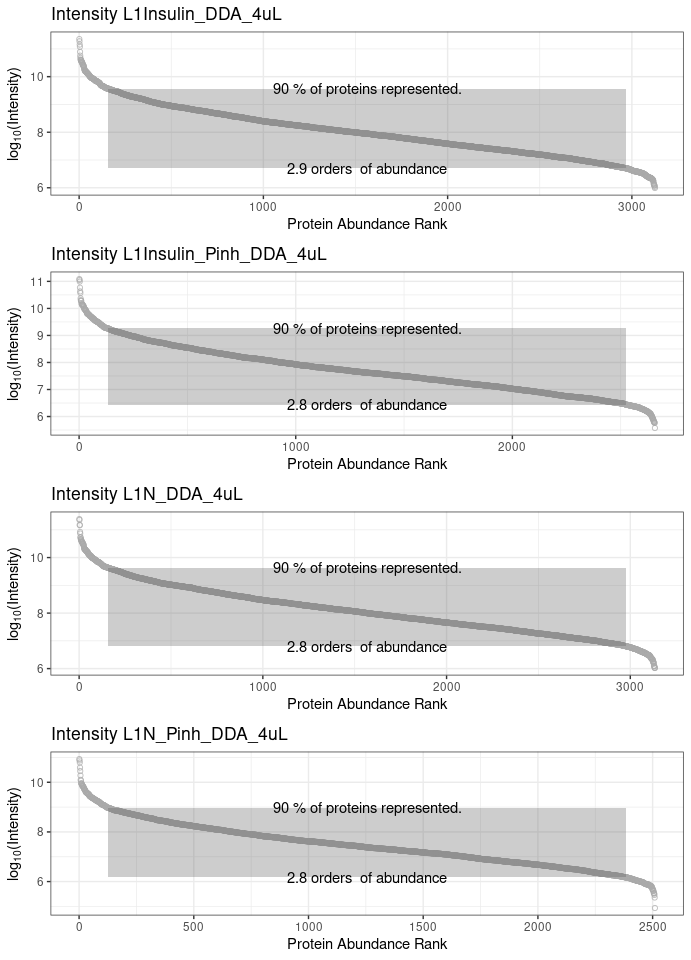 Intensity L1Insulin_DDA_4uL
10
8
6
log10(Intensity)
90 % of proteins represented.
2.9 orders  of abundance
0 1000 2000 3000
Protein Abundance Rank
Intensity L1Insulin_Pinh_DDA_4uL
11
10
9
8
7
6
log10(Intensity)
90 % of proteins represented.
2.8 orders  of abundance
0 1000 2000
Protein Abundance Rank
Intensity L1N_DDA_4uL
10
8
6
log10(Intensity)
90 % of proteins represented.
2.8 orders  of abundance
0 1000 2000 3000
Protein Abundance Rank
Intensity L1N_Pinh_DDA_4uL
10
8
6
log10(Intensity)
90 % of proteins represented.
2.8 orders  of abundance
0 500 1000 1500 2000 2500
Protein Abundance Rank